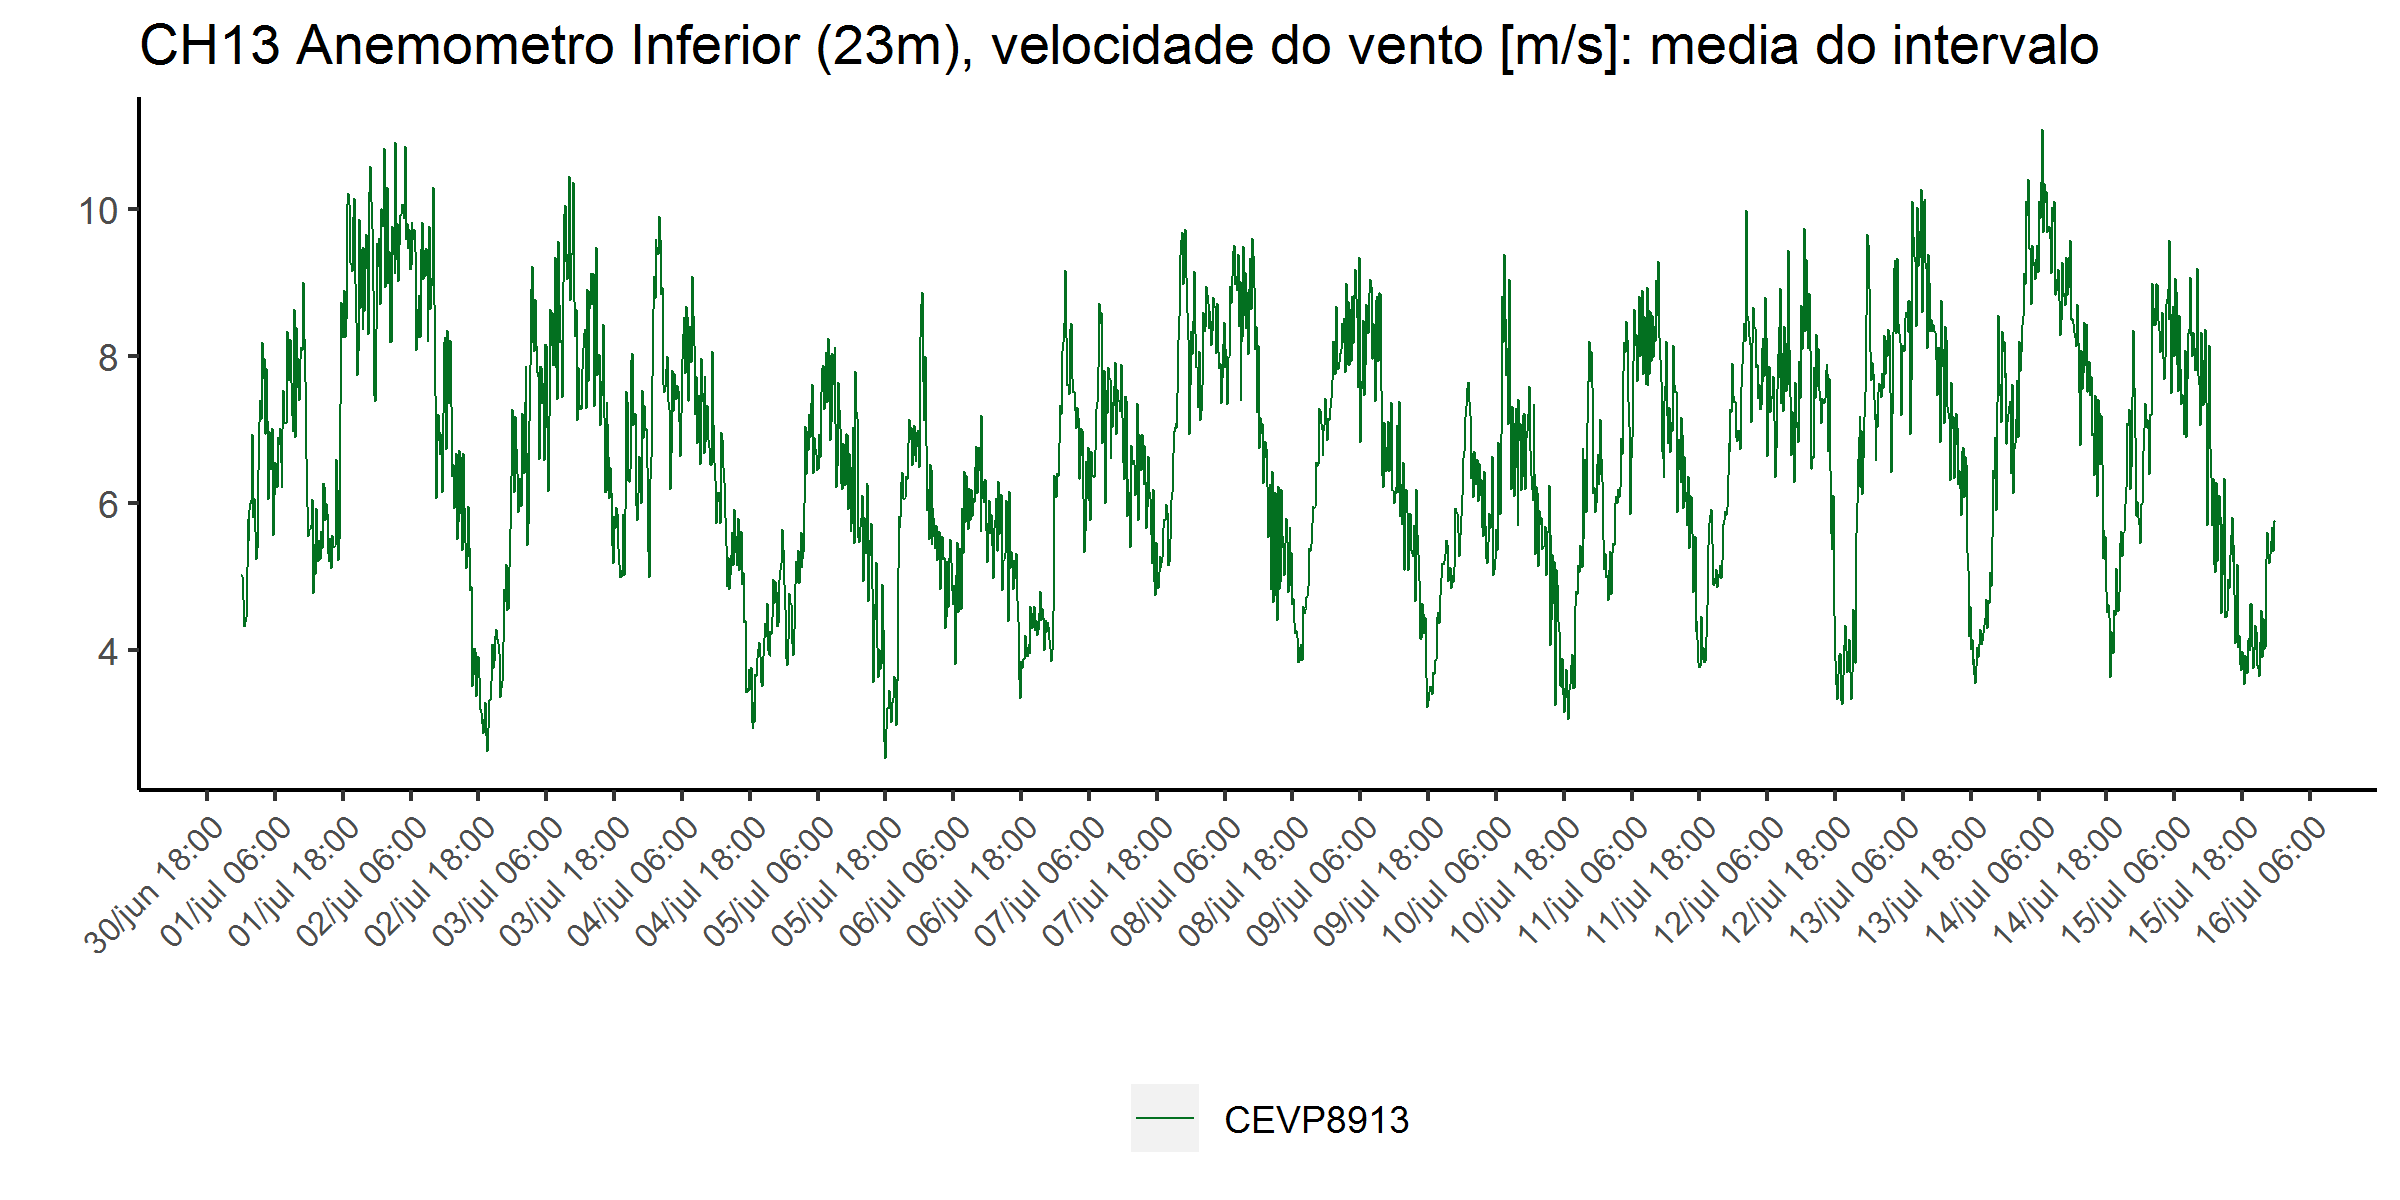 CH13 Anemometro Inferior (23m), velocidade do vento [m/s]: media do intervalo
10
8
6
4
30/jun 18:00
01/jul 06:00
01/jul 18:00
02/jul 06:00
02/jul 18:00
03/jul 06:00
03/jul 18:00
04/jul 06:00
04/jul 18:00
05/jul 06:00
05/jul 18:00
06/jul 06:00
06/jul 18:00
07/jul 06:00
07/jul 18:00
08/jul 06:00
08/jul 18:00
09/jul 06:00
09/jul 18:00
10/jul 06:00
10/jul 18:00
11/jul 06:00
11/jul 18:00
12/jul 06:00
12/jul 18:00
13/jul 06:00
13/jul 18:00
14/jul 06:00
14/jul 18:00
15/jul 06:00
15/jul 18:00
16/jul 06:00
CEVP8913